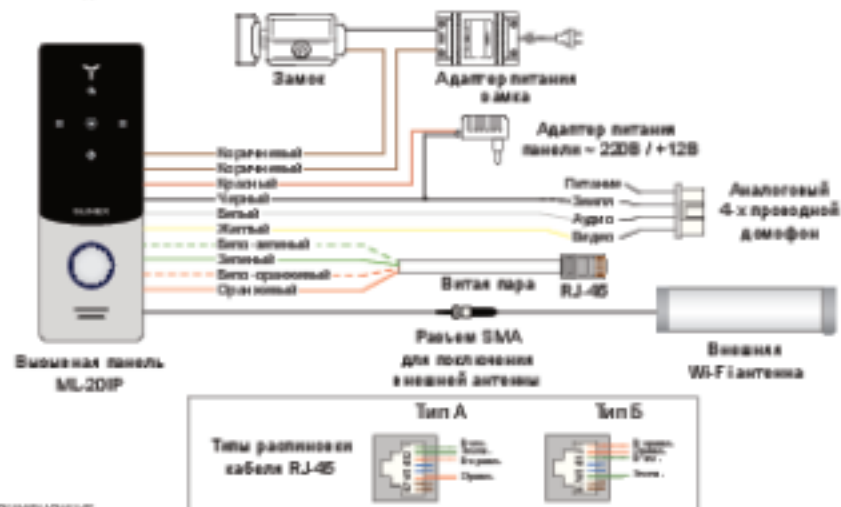 Замок
Адаптер питания
замка
Адаптер питания
панели ~ 220В / +12В
Коричневый
Коричневый
Красный
Черный
Белый
Желтый
Бело-зеленый
Зеленый
Бело-оранжевый
Оранжевый
Питание
Земля
Аудио
Видео
Аналоговый
4-х проводной
домофон
Витая пара
RJ-45
Разъем SMA
для поключения
внешной антенны
Внешняя
Wi-Fi антенна
Вызывная панель
ML-20IP
Тип А
Тип Б
Типы распиновки
кабеля RJ-45